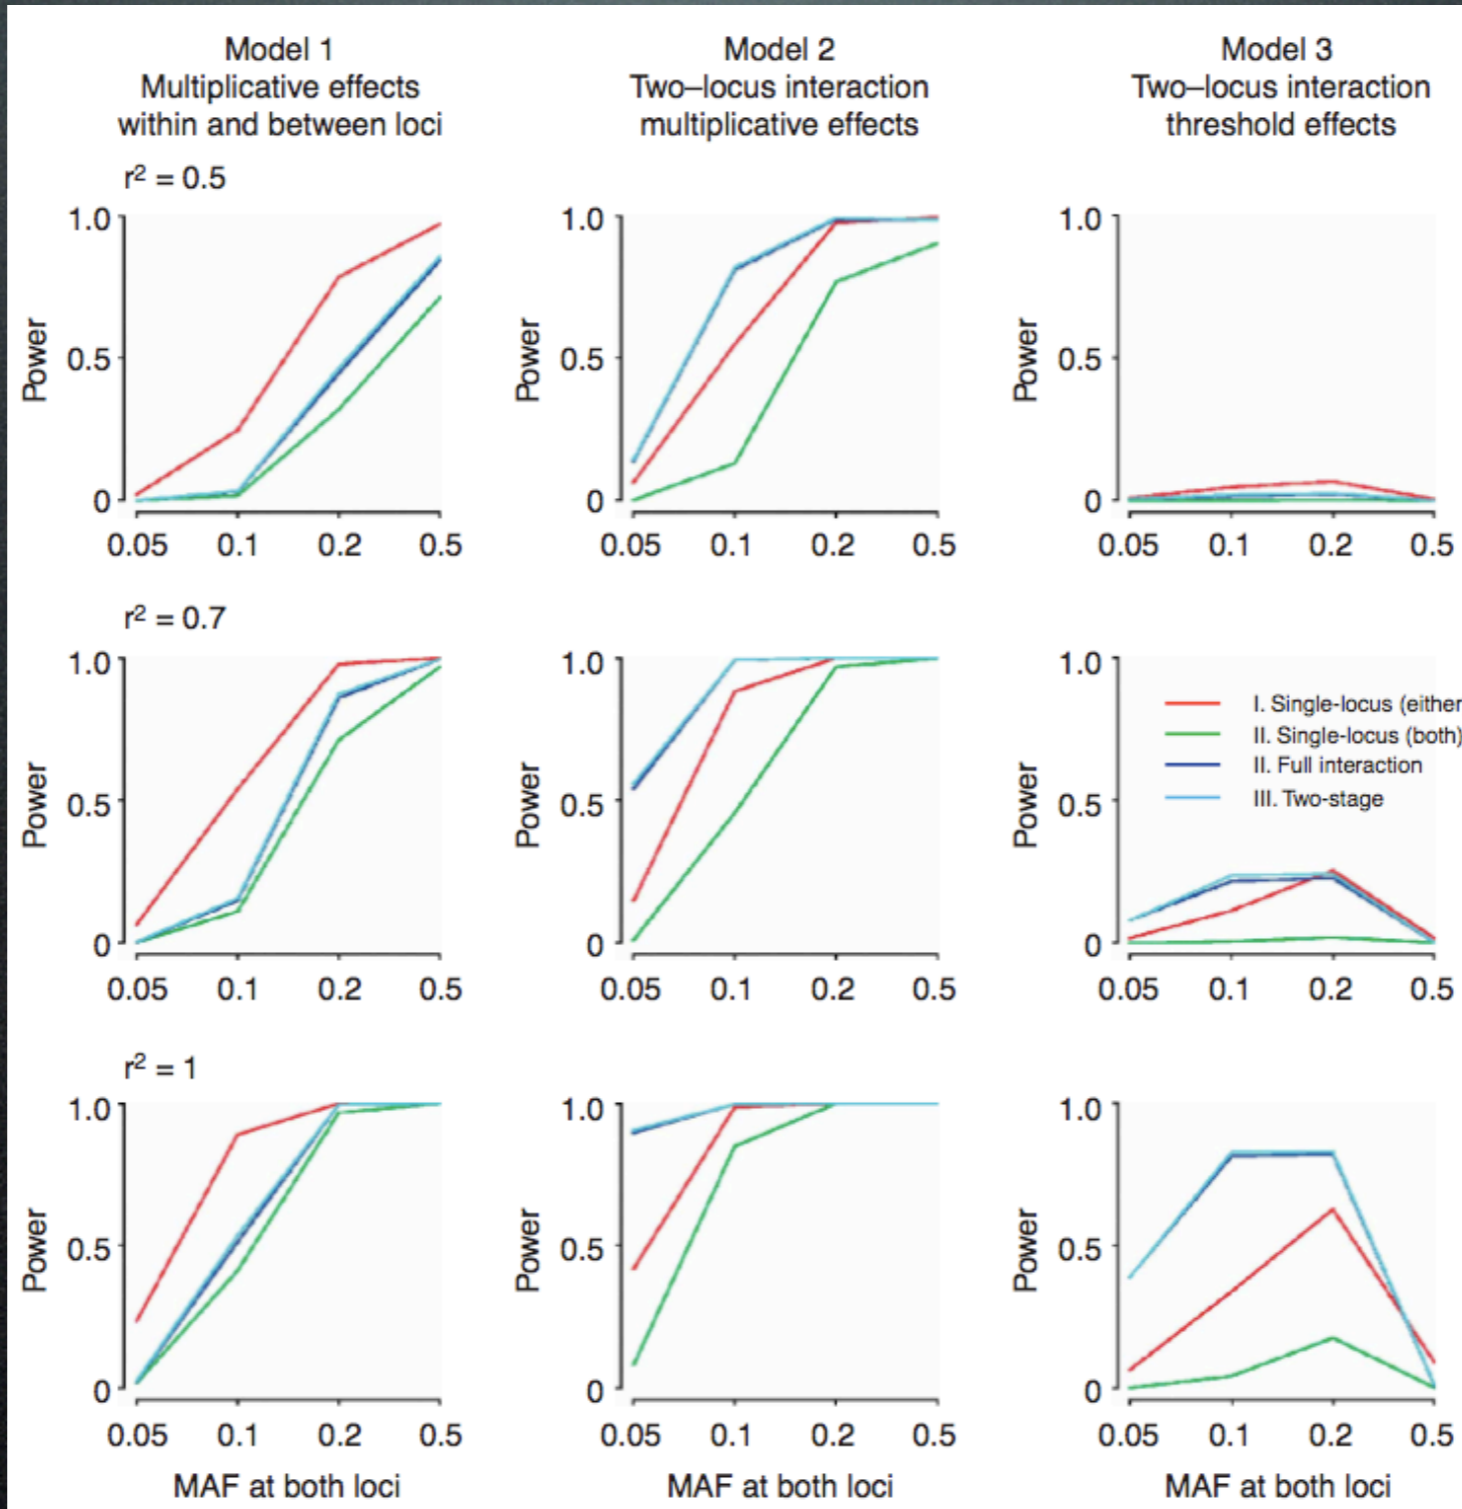 Model 1
Multiplicative effects
within and between loci
Model 2
Two–locus interaction
multiplicative effects
Model 3
Two–locus interaction
threshold effects
r² = 0.5
Power
1.0
0.5
0
0.05 0.1 0.2 0.5
Power
1.0
0.5
0
0.05 0.1 0.2 0.5
Power
1.0
0.5
0
0.05 0.1 0.2 0.5
r² = 0.7
Power
1.0
0.5
0
0.05 0.1 0.2 0.5
Power
1.0
0.5
0
0.05 0.1 0.2 0.5
Power
1.0
0.5
0
I. Single-locus (either
II. Single-locus (both)
II. Full interaction
III. Two-stage
0.05 0.1 0.2 0.5
r² = 1
Power
1.0
0.5
0
0.05 0.1 0.2 0.5
MAF at both loci
Power
1.0
0.5
0
0.05 0.1 0.2 0.5
MAF at both loci
Power
1.0
0.5
0
0.05 0.1 0.2 0.5
MAF at both loci